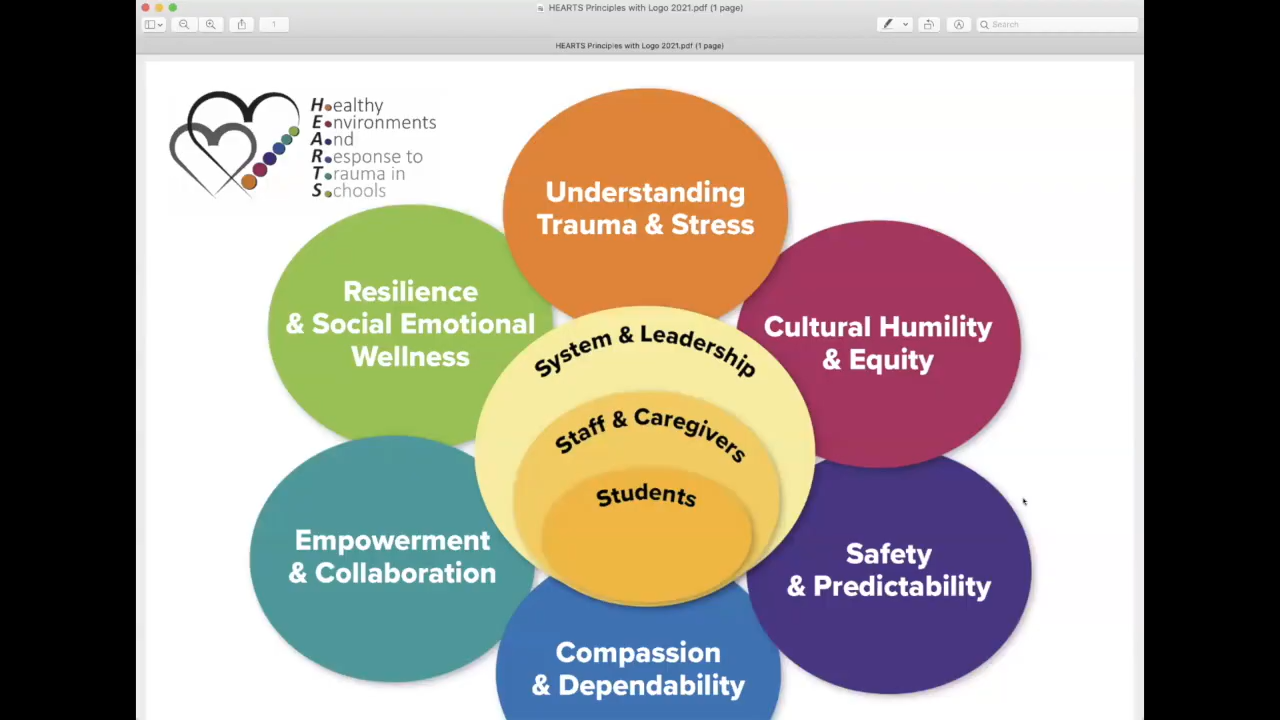 HEARTS Principles with Logo 2021.pdf (1 page)
1
Search
HEARTS Principles with Logo 2021.pdf (1 page)
Healthy
Environments
And
Response to
Trauma in
Schools
Understanding
Trauma & Stress
Resilience
& Social Emotional
Wellness
Cultural Humility
& Equity
System & Leadership
Staff & Caregivers
Students
Empowerment
& Collaboration
Safety
& Predictability
Compassion
& Dependability